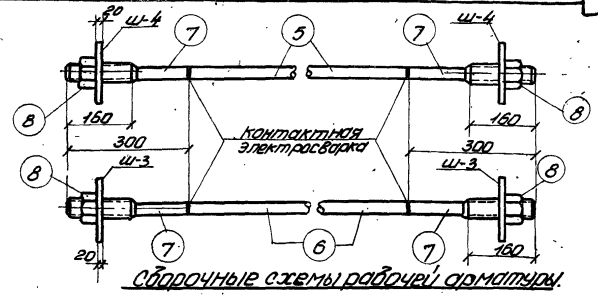 20 ш-4 ш-4
7 5 7
8 8
160 160
300 контактная электросварка 300
ш-3 ш-3
8 8
7 6 7
20 160
Сборочные схемы рабочей арматуры.